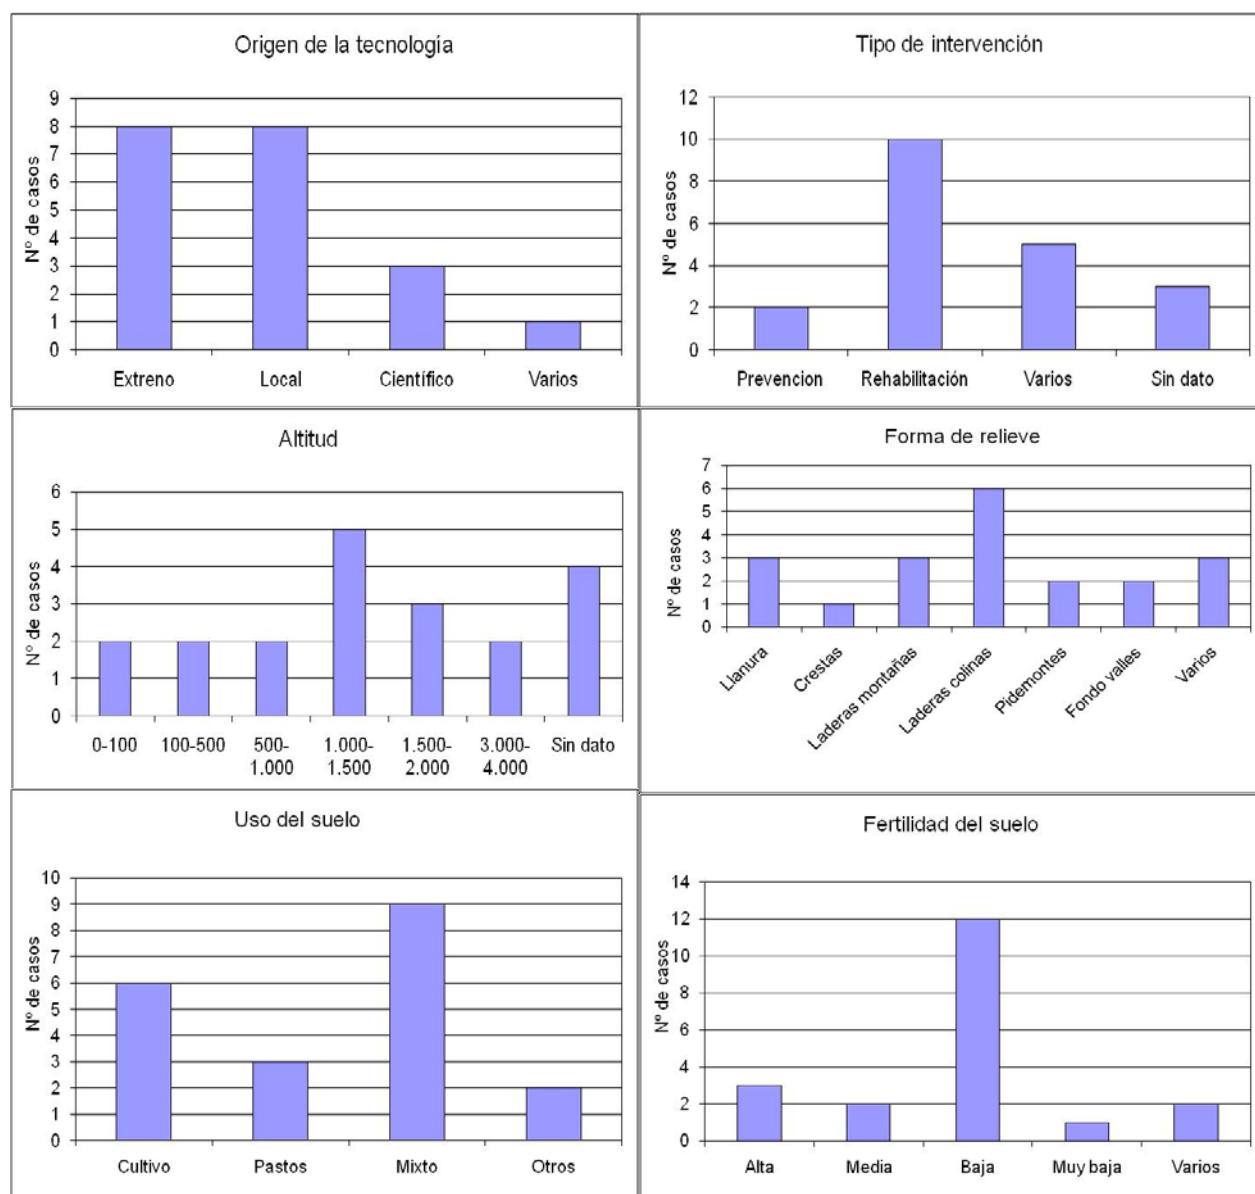 Origen de la tecnología
9
8
7
6
5
4
3
2
1
0
Nº de casos
Extreno Local Científico Varios
Tipo de intervención
12
10
8
6
4
2
0
Nº de casos
Prevencion Rehabilitación Varios Sin dato
Altitud
6
5
4
3
2
1
0
Nº de casos
0-100 100-500 500- 1.000- 1.500- 3.000- Sin dato
1.000 1.500 2.000 4.000
Forma de relieve
7
6
5
4
3
2
1
0
Nº de casos
Llanura
Crestas
Laderas montañas
Laderas colinas
Pidemontes
Fondo valles
Varios
Uso del suelo
10
9
8
7
6
5
4
3
2
1
0
Nº de casos
Cultivo Pastos Mixto Otros
Fertilidad del suelo
14
12
10
8
6
4
2
0
Nº de casos
Alta Media Baja Muy baja Varios